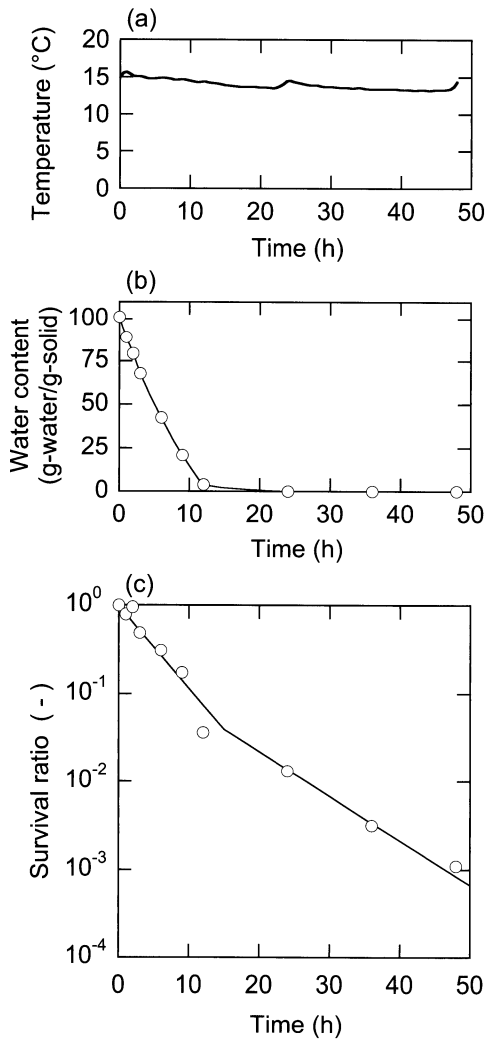 (a)
Temperature (°C)
20
15
10
5
0
0 10 20 30 40 50
Time (h)
(b)
Water content
(g-water/g-solid)
100
75
50
25
0
0 10 20 30 40 50
Time (h)
(c)
Survival ratio ( - )
10⁰
10⁻¹
10⁻²
10⁻³
10⁻⁴
0 10 20 30 40 50
Time (h)